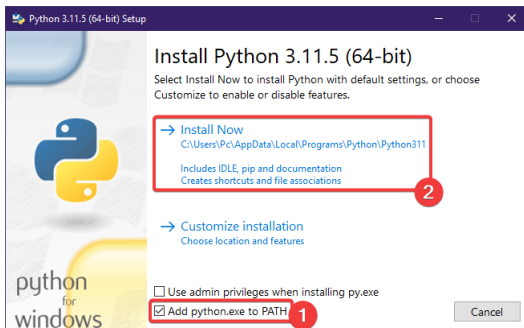 Python 3.11.5 (64-bit) Setup
Install Python 3.11.5 (64-bit)
Select Install Now to install Python with default settings, or choose
Customize to enable or disable features.
→ Install Now
C:\Users\Pc\AppData\Local\Programs\Python\Python311
Includes IDLE, pip and documentation
Creates shortcuts and file associations
2
→ Customize installation
Choose location and features
python
for
windows
Use admin privileges when installing py.exe
Add python.exe to PATH
1
Cancel